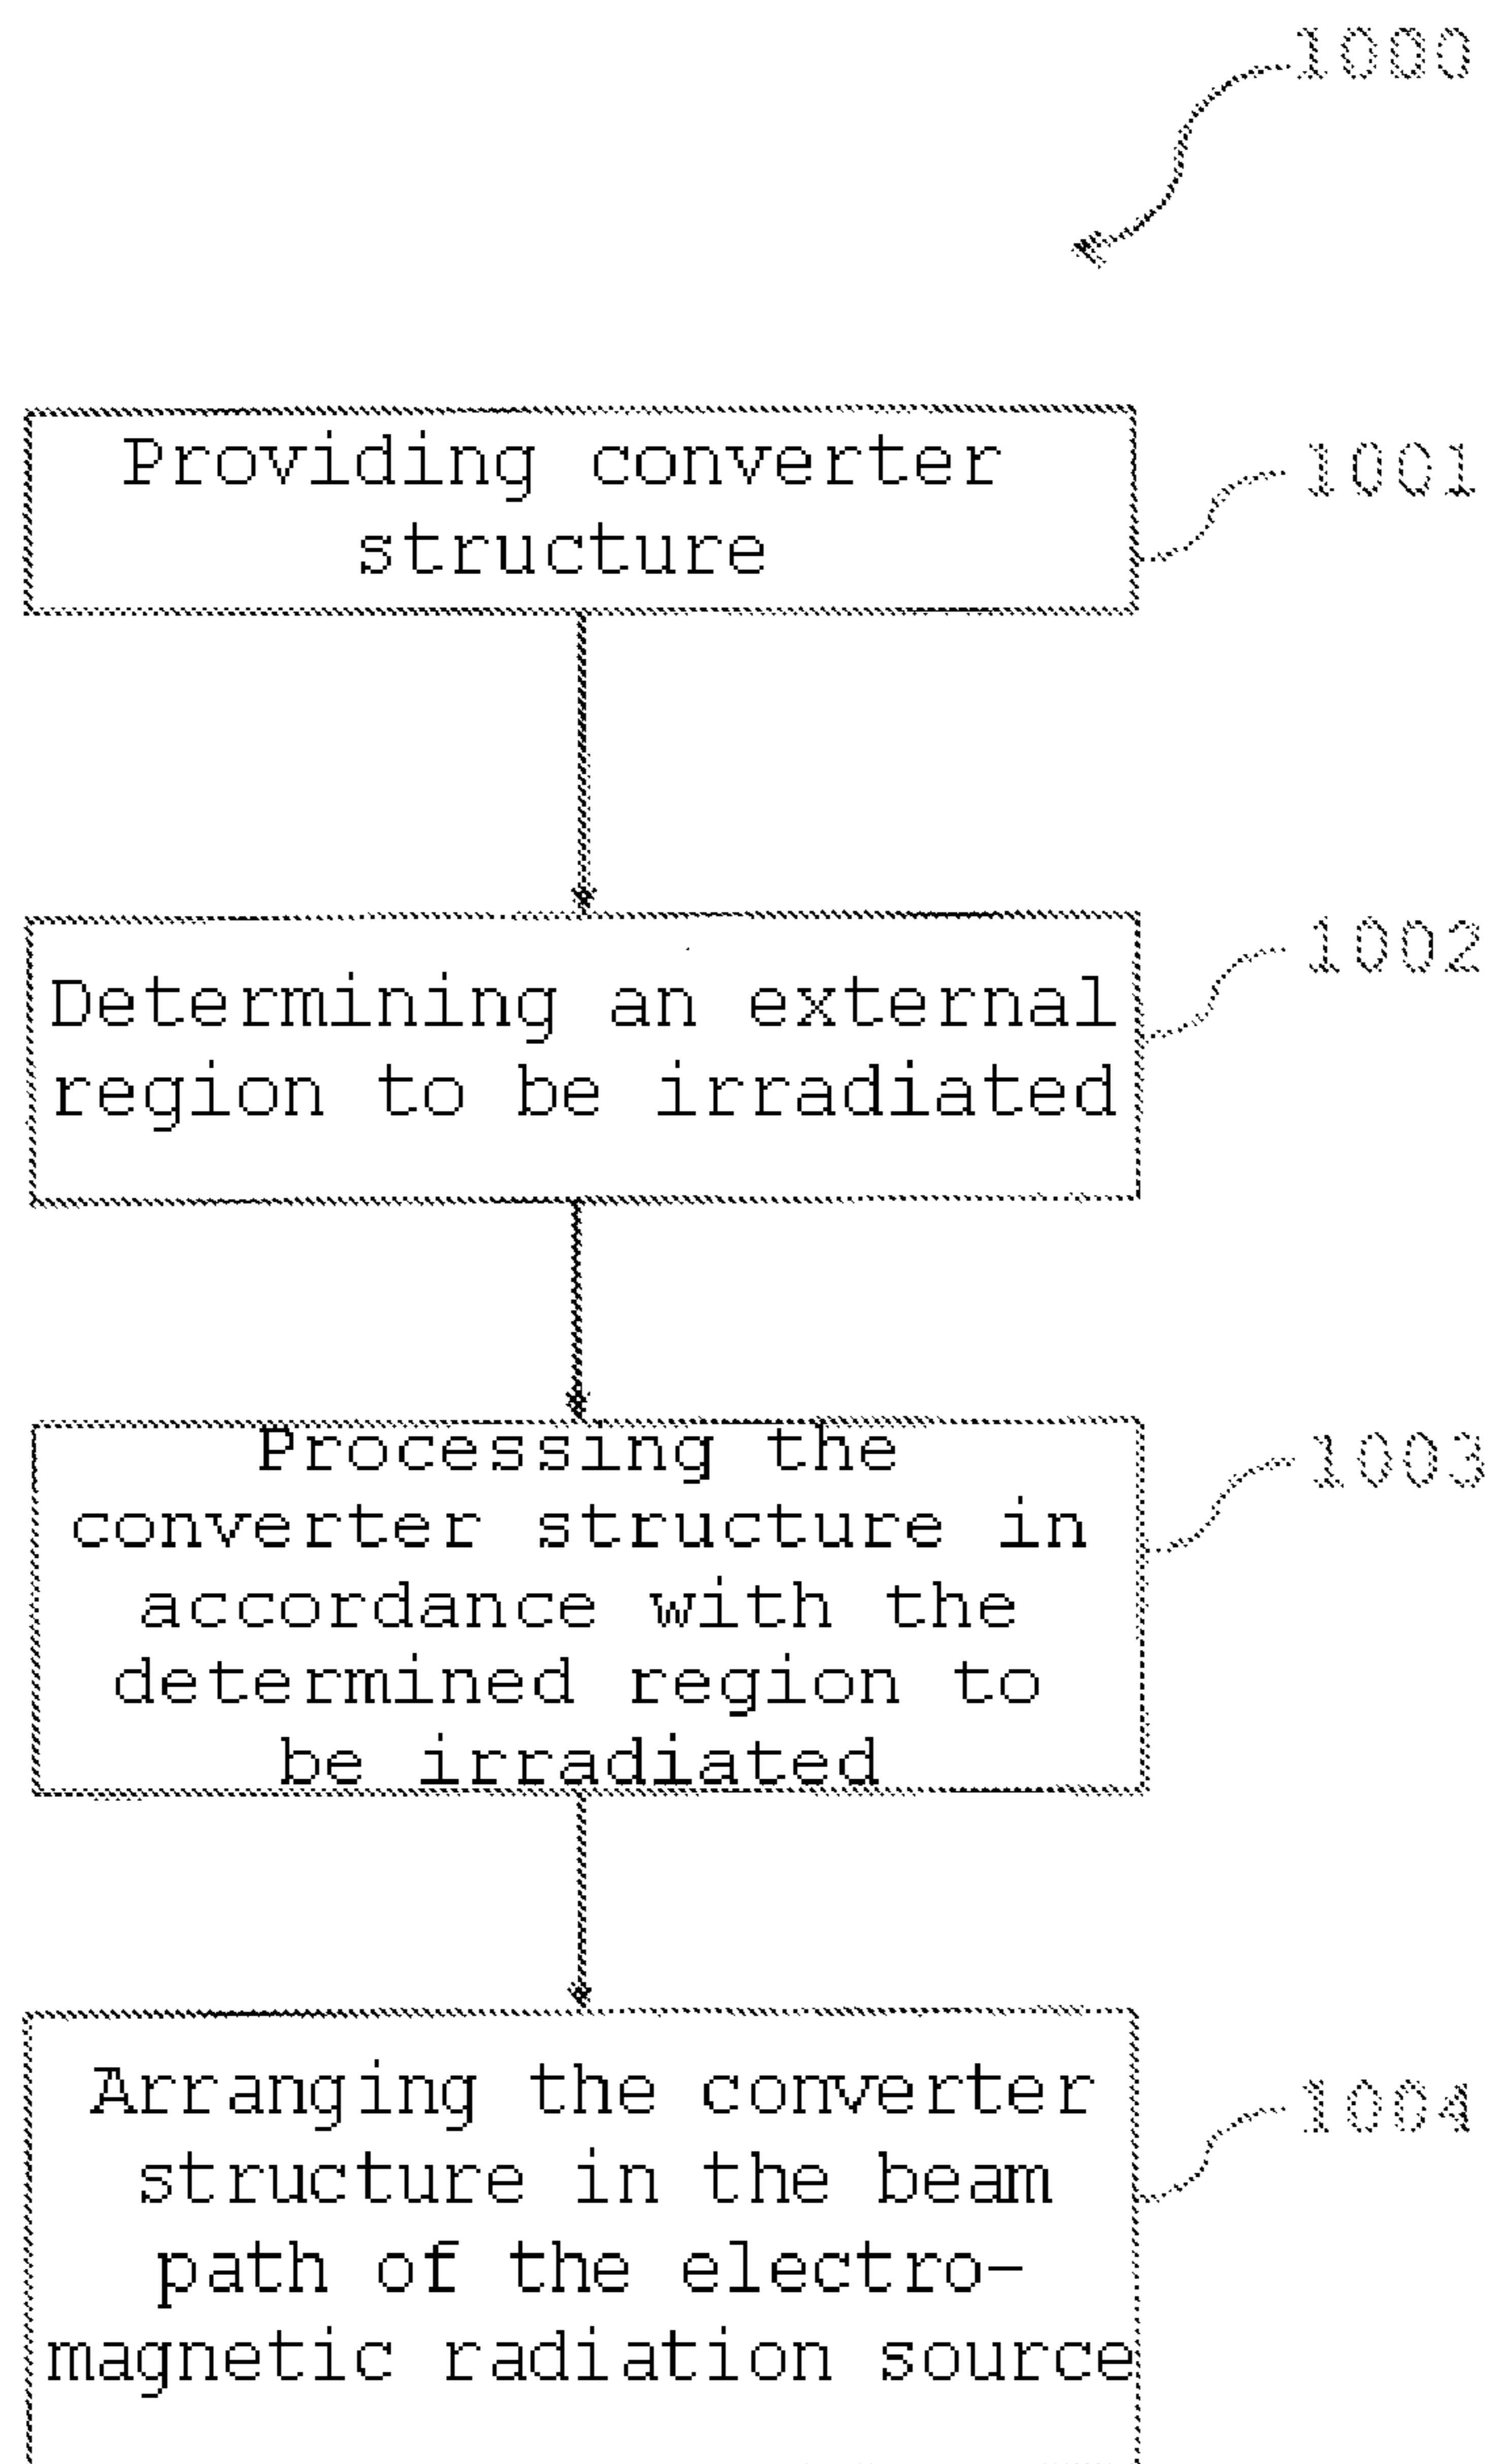 1000
Providing converter
structure
1001
Determining an external
region to be irradiated
1002
Processing the
converter structure in
accordance with the
determined region to
be irradiated
1003
Arranging the converter
structure in the beam
path of the electro-
magnetic radiation source
1004